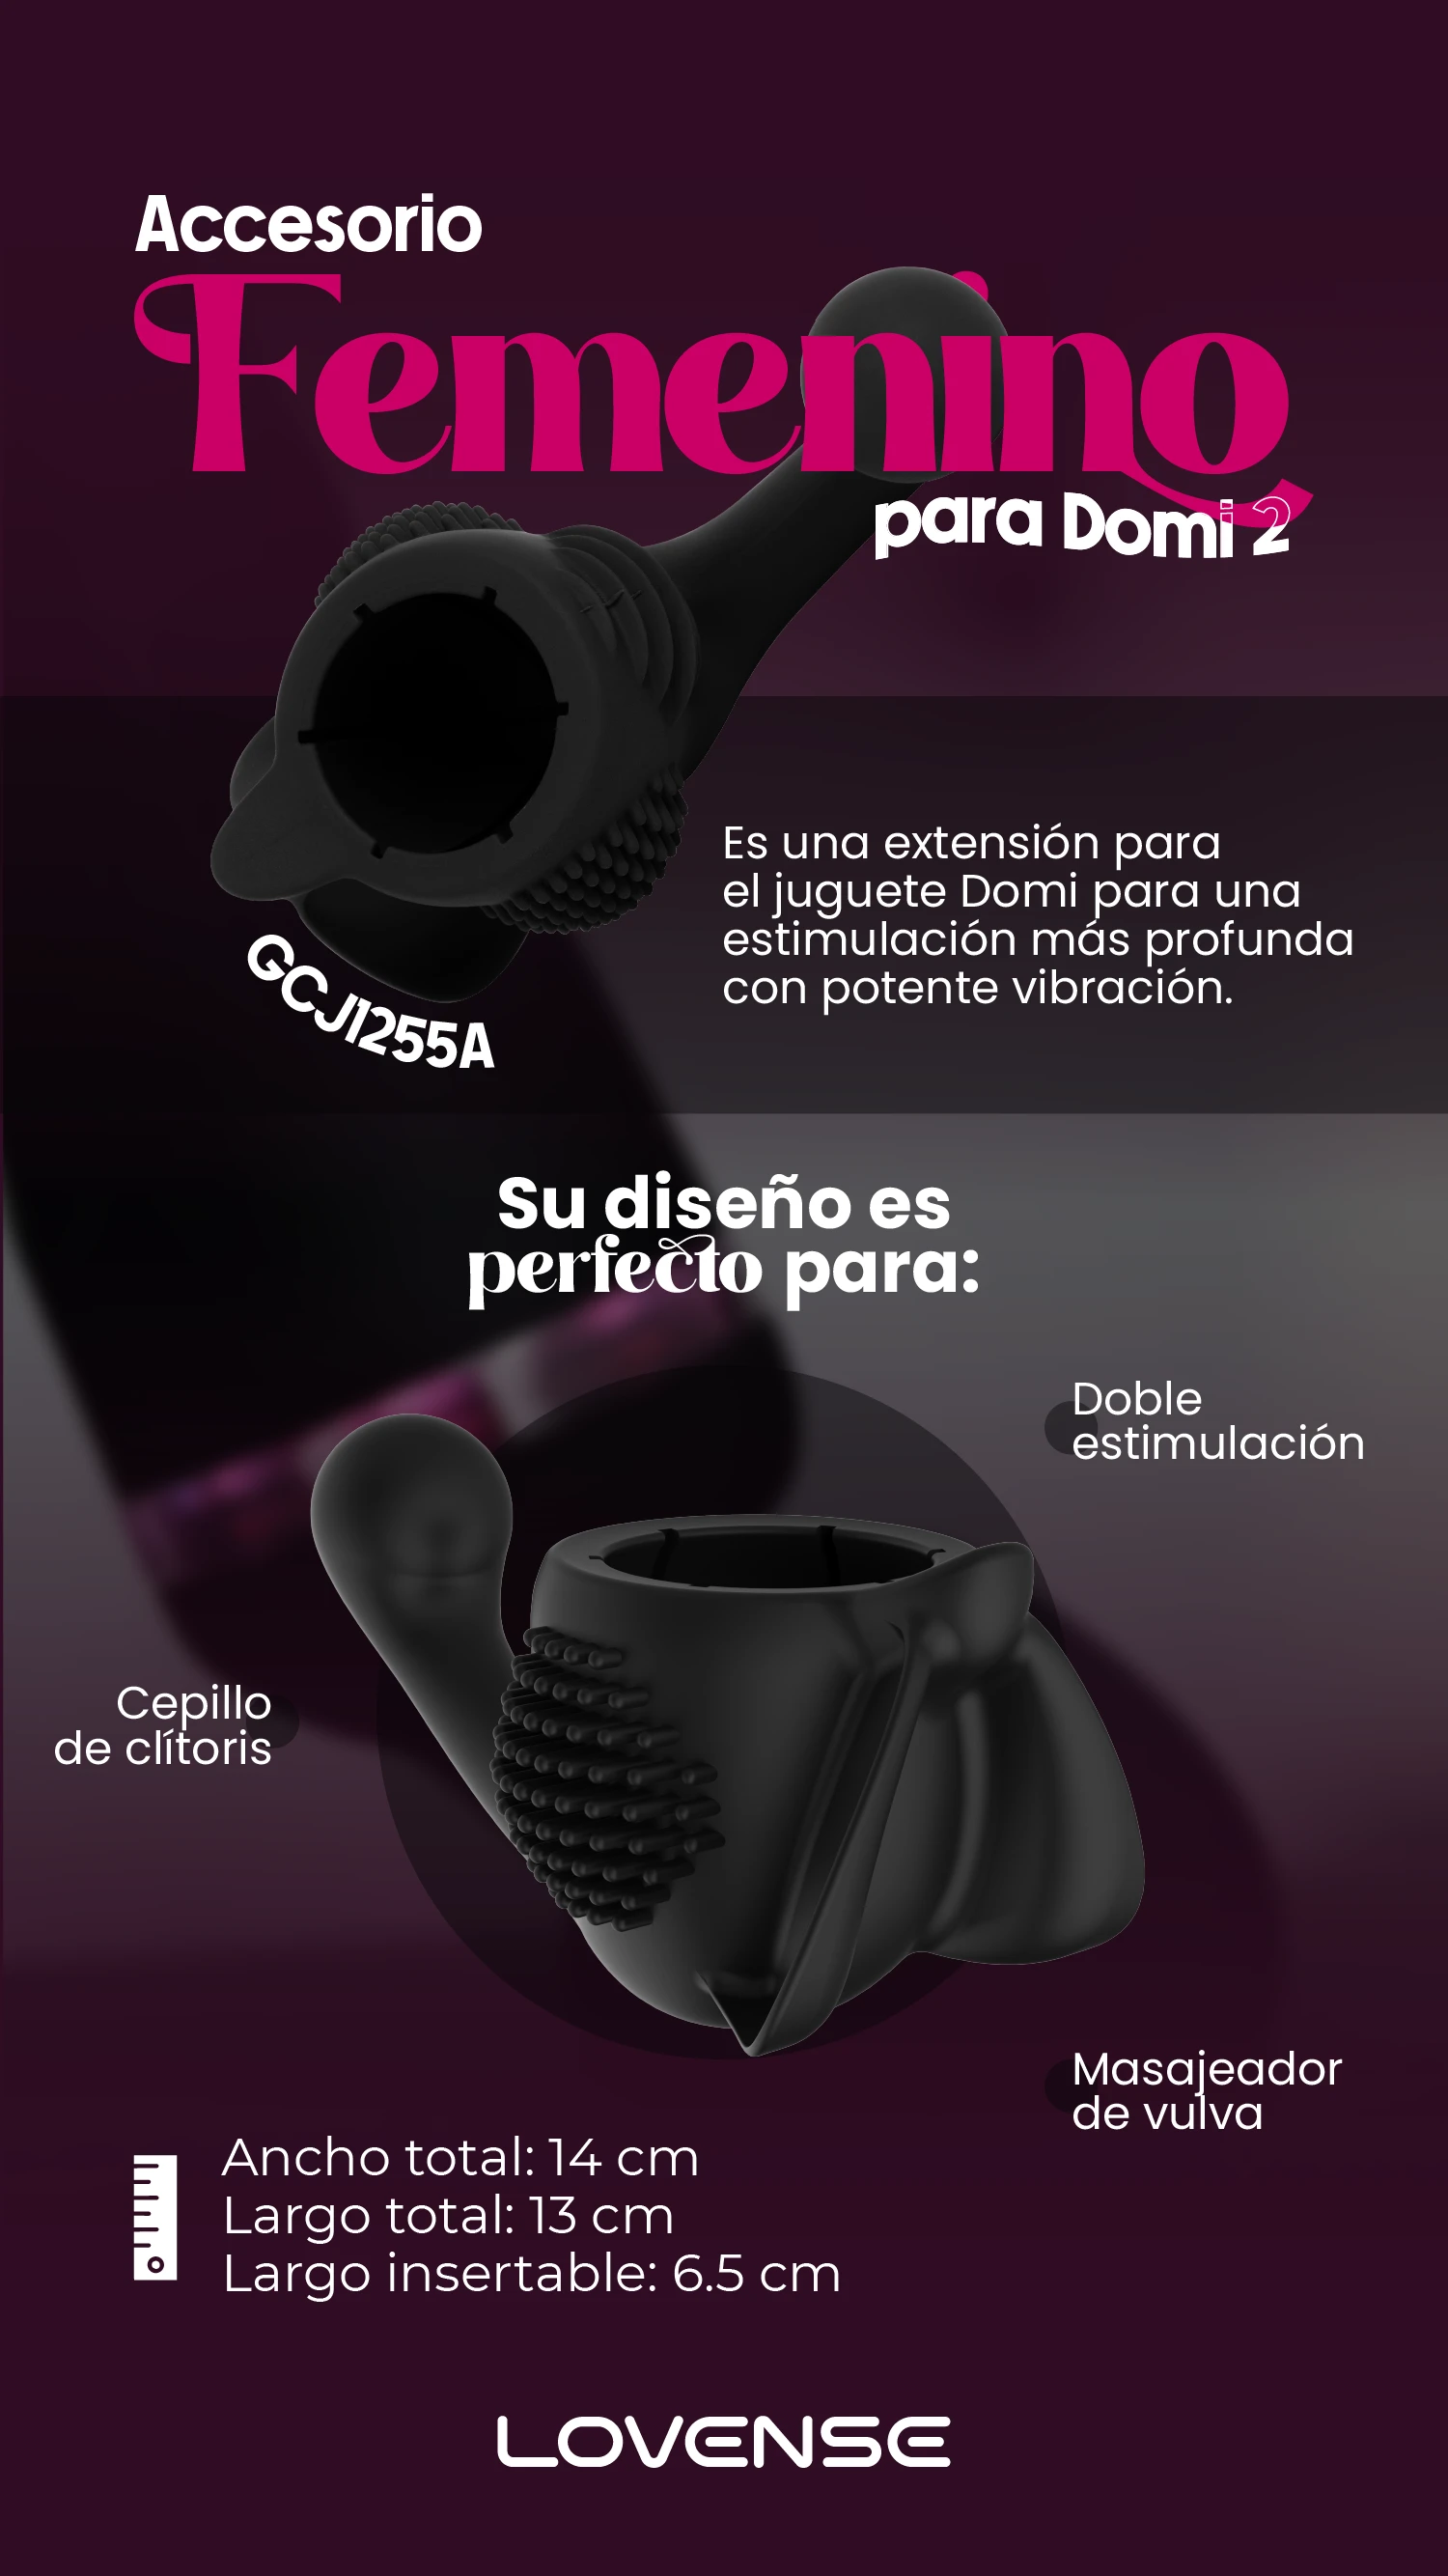 Accesorio
Femenino
para Domi 2
Es una extensión para
el juguete Domi para una
estimulación más profunda
con potente vibración.
GCJ1255A
Su diseño es
perfecto para:
Doble
estimulación
Cepillo
de clítoris
Masajeador
de vulva
Ancho total: 14 cm
Largo total: 13 cm
Largo insertable: 6.5 cm
LOVENSE